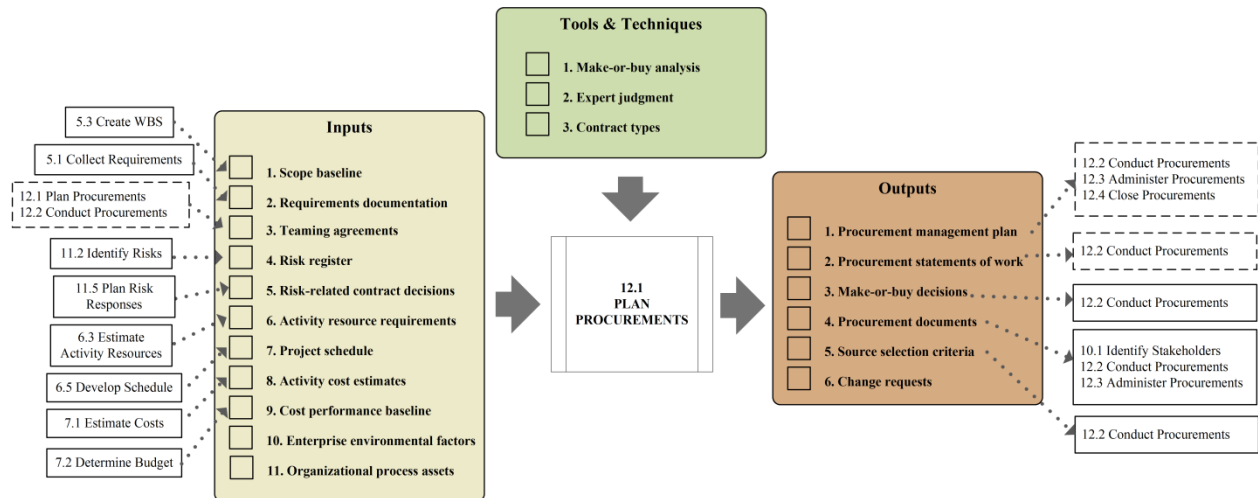 Tools & Techniques
1. Make-or-buy analysis
2. Expert judgment
3. Contract types
5.3 Create WBS
5.1 Collect Requirements
12.1 Plan Procurements
12.2 Conduct Procurements
11.2 Identify Risks
11.5 Plan Risk
Responses
6.3 Estimate
Activity Resources
6.5 Develop Schedule
7.1 Estimate Costs
7.2 Determine Budget
Inputs
1. Scope baseline
2. Requirements documentation
3. Teaming agreements
4. Risk register
5. Risk-related contract decisions
6. Activity resource requirements
7. Project schedule
8. Activity cost estimates
9. Cost performance baseline
10. Enterprise environmental factors
11. Organizational process assets
12.1
PLAN
PROCUREMENTS
Outputs
1. Procurement management plan
2. Procurement statements of work
3. Make-or-buy decisions
4. Procurement documents
5. Source selection criteria
6. Change requests
12.2 Conduct Procurements
12.3 Administer Procurements
12.4 Close Procurements
12.2 Conduct Procurements
12.2 Conduct Procurements
10.1 Identify Stakeholders
12.2 Conduct Procurements
12.3 Administer Procurements
12.2 Conduct Procurements